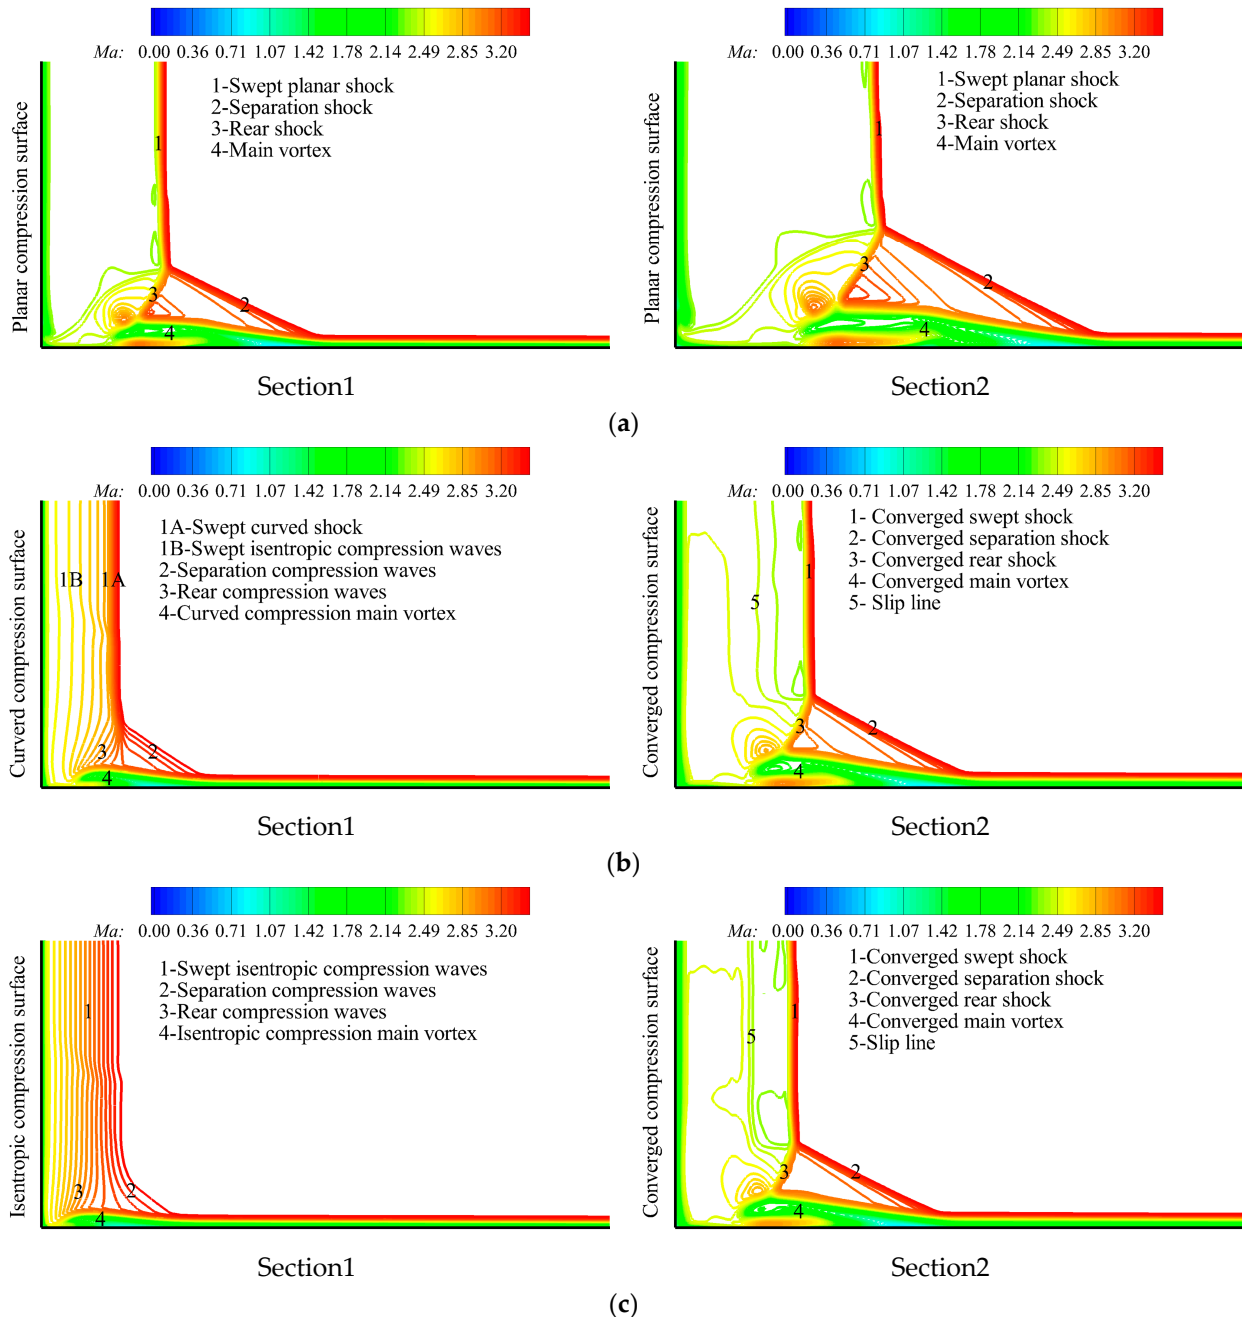 Ma: 0.00 0.36 0.71 1.07 1.42 1.78 2.14 2.49 2.85 3.20
Planar compression surface
1-Swept planar shock
2-Separation shock
3-Rear shock
4-Main vortex
1
3
2
4
Section1
Ma: 0.00 0.36 0.71 1.07 1.42 1.78 2.14 2.49 2.85 3.20
Planar compression surface
1-Swept planar shock
2-Separation shock
3-Rear shock
4-Main vortex
1
3
2
4
Section2
(a)
Ma: 0.00 0.36 0.71 1.07 1.42 1.78 2.14 2.49 2.85 3.20
Curverd compression surface
1A-Swept curved shock
1B-Swept isentropic compression waves
2-Separation compression waves
3-Rear compression waves
4-Curved compression main vortex
1B 1A
3 2
4
Section1
Ma: 0.00 0.36 0.71 1.07 1.42 1.78 2.14 2.49 2.85 3.20
Converged compression surface
1- Converged swept shock
2- Converged separation shock
3- Converged rear shock
4- Converged main vortex
5- Slip line
1
5
3 2
4
Section2
(b)
Ma: 0.00 0.36 0.71 1.07 1.42 1.78 2.14 2.49 2.85 3.20
Isentropic compression surface
1-Swept isentropic compression waves
2-Separation compression waves
3-Rear compression waves
4-Isentropic compression main vortex
1
3 2
4
Section1
Ma: 0.00 0.36 0.71 1.07 1.42 1.78 2.14 2.49 2.85 3.20
Converged compression surface
1-Converged swept shock
2-Converged separation shock
3-Converged rear shock
4-Converged main vortex
5-Slip line
1
5
3 2
4
Section2
(c)